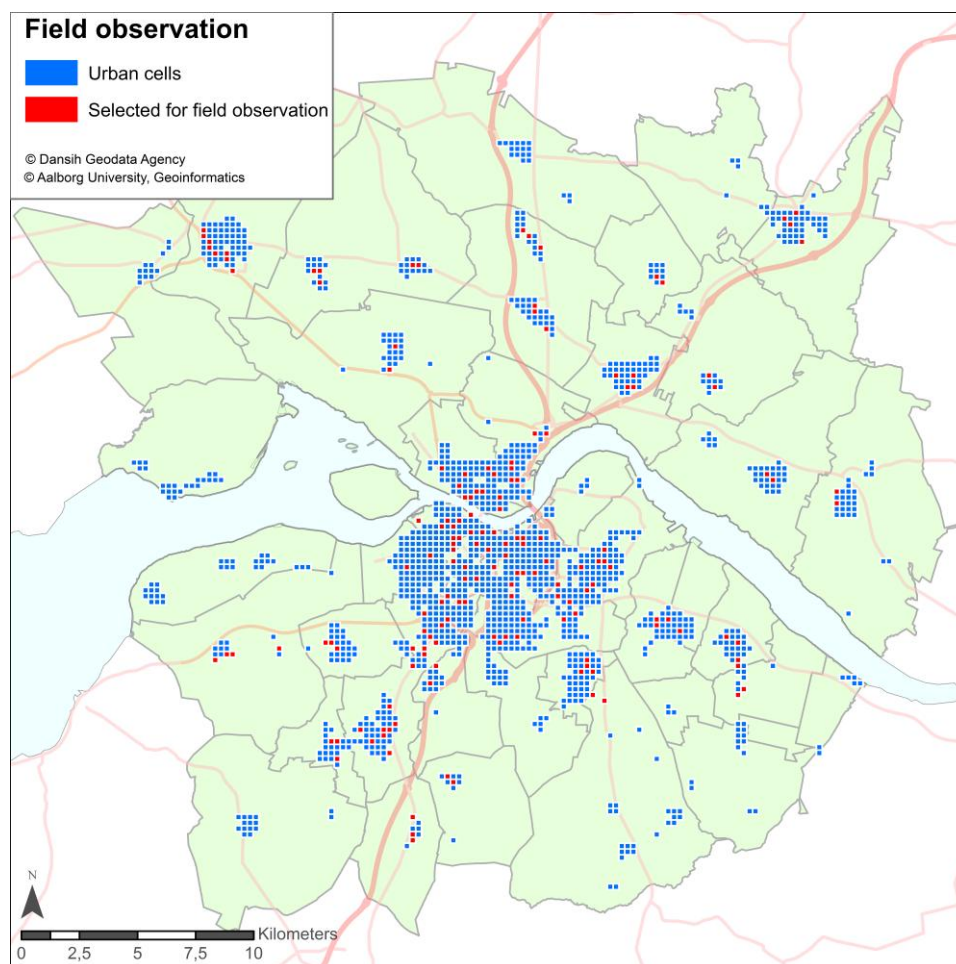 Field observation
Urban cells
Selected for field observation
© Dansih Geodata Agency
© Aalborg University, Geoinformatics
N
Kilometers
0 2,5 5 7,5 10